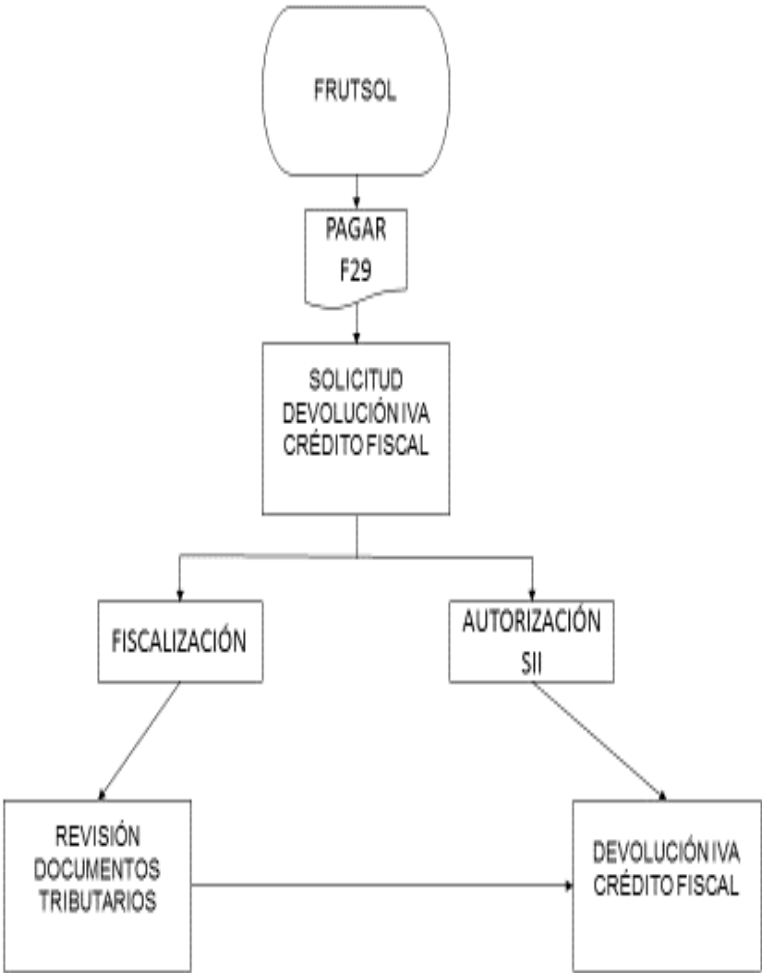 FRUTSOL
PAGAR
F29
SOLICITUD
DEVOLUCIÓN IVA
CRÉDITO FISCAL
FISCALIZACIÓN
AUTORIZACIÓN
SII
REVISIÓN
DOCUMENTOS
TRIBUTARIOS
DEVOLUCIÓN IVA
CRÉDITO FISCAL